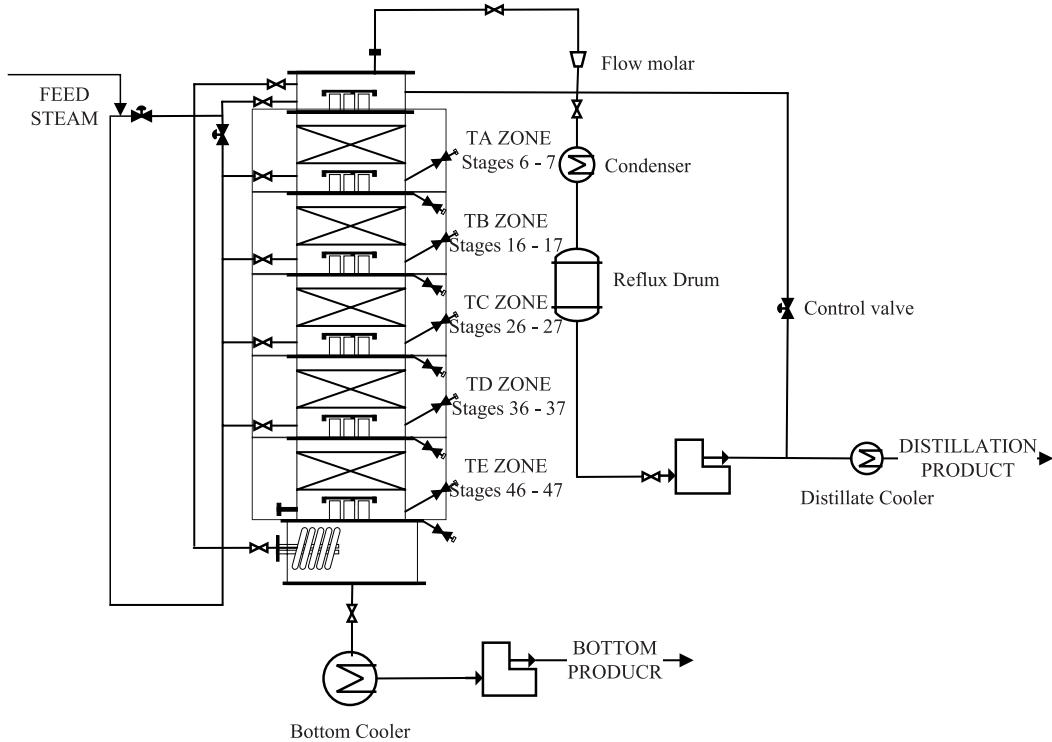 FEED
STEAM
Flow molar
TA ZONE
Stages 6 - 7
Condenser
TB ZONE
Stages 16 - 17
Reflux Drum
TC ZONE
Stages 26 - 27
Control valve
TD ZONE
Stages 36 - 37
TE ZONE
Stages 46 - 47
DISTILLATION
PRODUCT
Distillate Cooler
BOTTOM
PRODUCR
Bottom Cooler